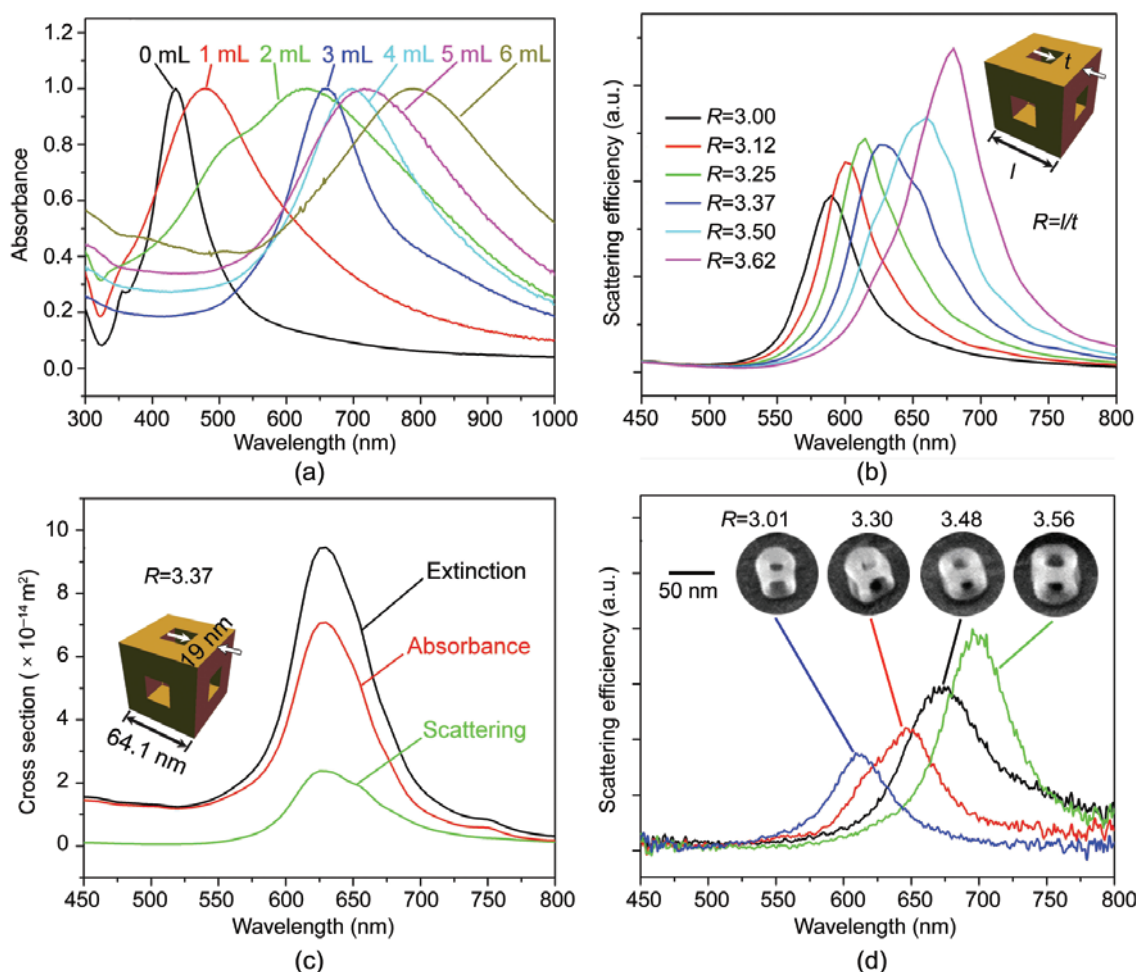 0 mL 1 mL 2 mL 3 mL 4 mL 5 mL 6 mL
Absorbance
1.2
1.0
0.8
0.6
0.4
0.2
0.0
300 400 500 600 700 800 900 1000
Wavelength (nm)
(a)
Scattering efficiency (a.u.)
R=3.00
R=3.12
R=3.25
R=3.37
R=3.50
R=3.62
t
l
R=l/t
450 500 550 600 650 700 750 800
Wavelength (nm)
(b)
Cross section ( × 10⁻¹⁴m²)
10
8
6
4
2
0
R=3.37
19 nm
64.1 nm
Extinction
Absorbance
Scattering
450 500 550 600 650 700 750 800
Wavelength (nm)
(c)
Scattering efficiency (a.u.)
R=3.01 3.30 3.48 3.56
50 nm
450 500 550 600 650 700 750 800
Wavelength (nm)
(d)